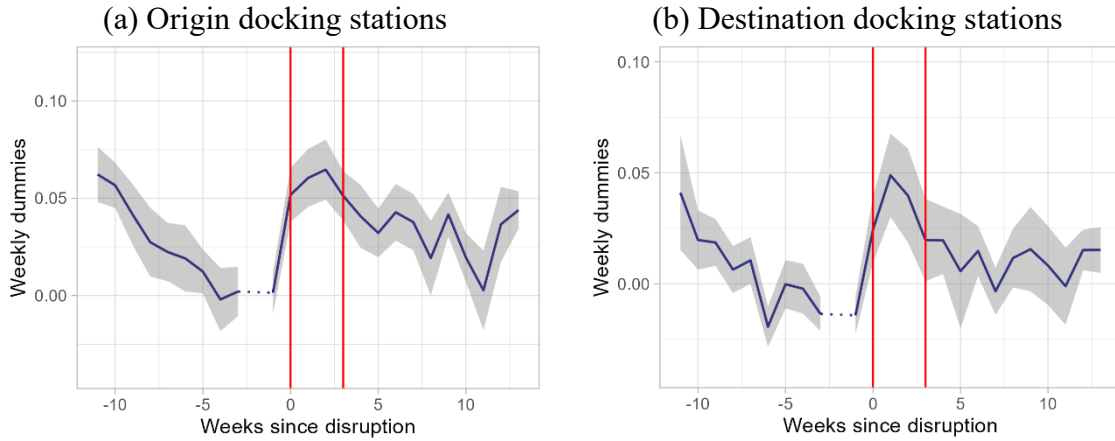 (a) Origin docking stations
Weekly dummies
0.10
0.05
0.00
-10 -5 0 5 10
Weeks since disruption
(b) Destination docking stations
Weekly dummies
0.10
0.05
0.00
-10 -5 0 5 10
Weeks since disruption